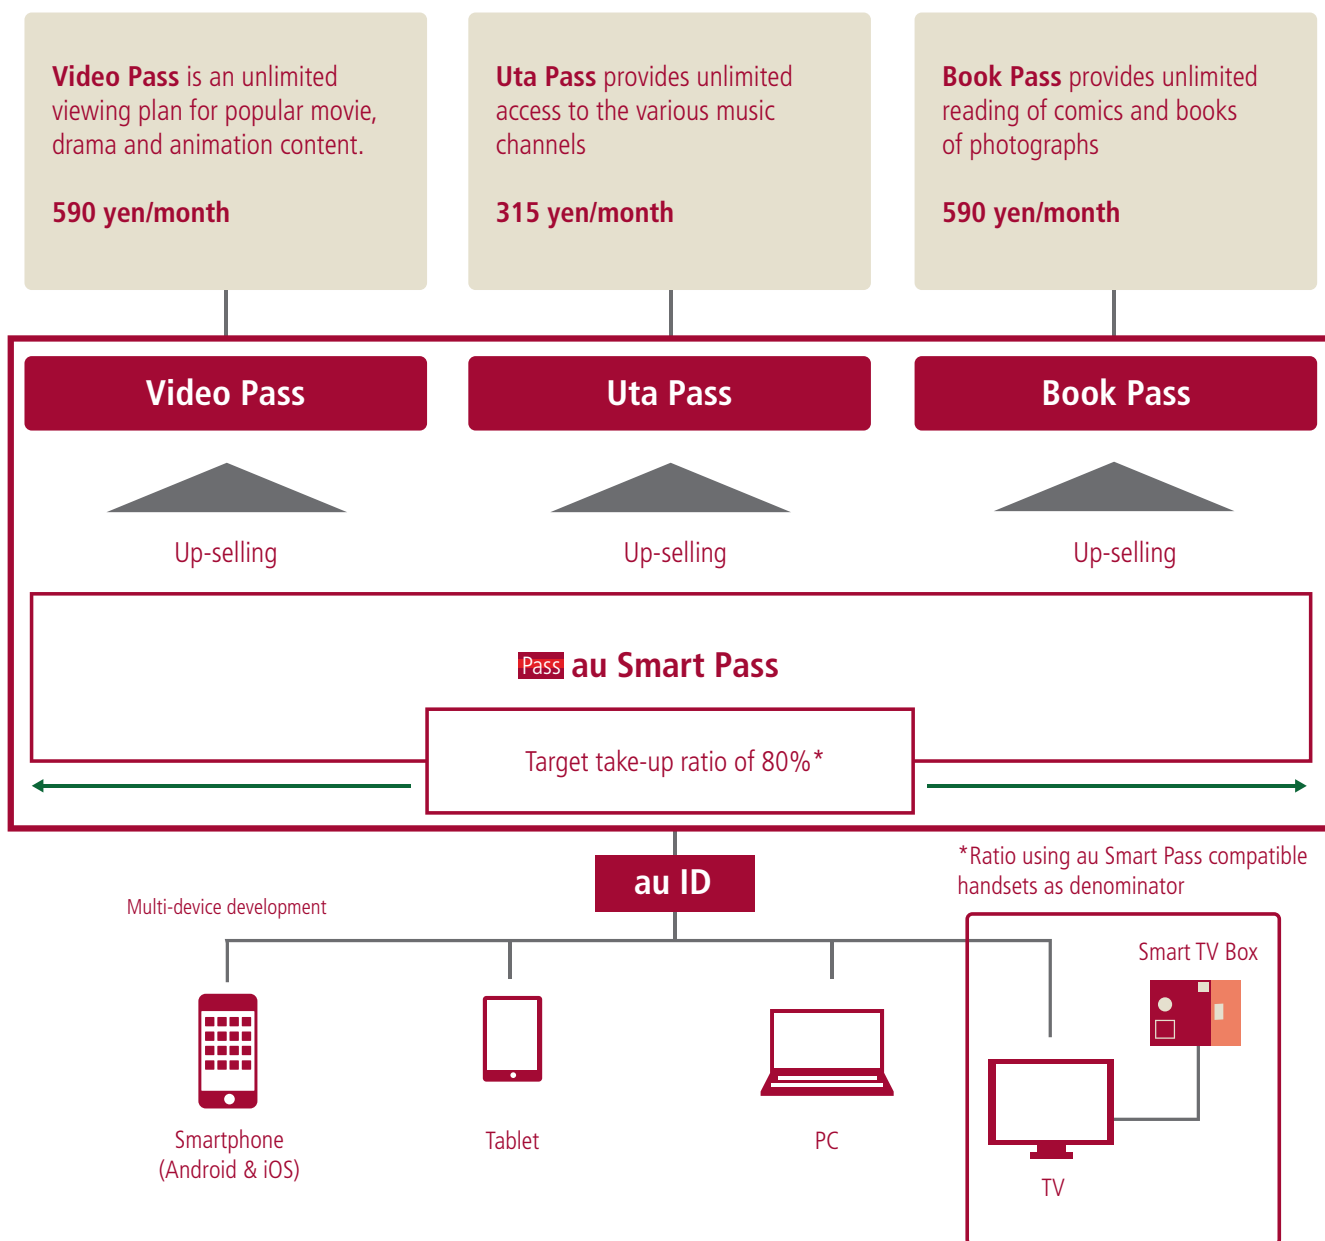 Video Pass is an unlimited
viewing plan for popular movie,
drama and animation content.
590 yen/month
Uta Pass provides unlimited
access to the various music
channels
315 yen/month
Book Pass provides unlimited
reading of comics and books
of photographs
590 yen/month
Video Pass
Uta Pass
Book Pass
Up-selling
Up-selling
Up-selling
Pass au Smart Pass
Target take-up ratio of 80%*
au ID
*Ratio using au Smart Pass compatible
handsets as denominator
Multi-device development
Smart TV Box
Smartphone
(Android & iOS)
Tablet
PC
TV